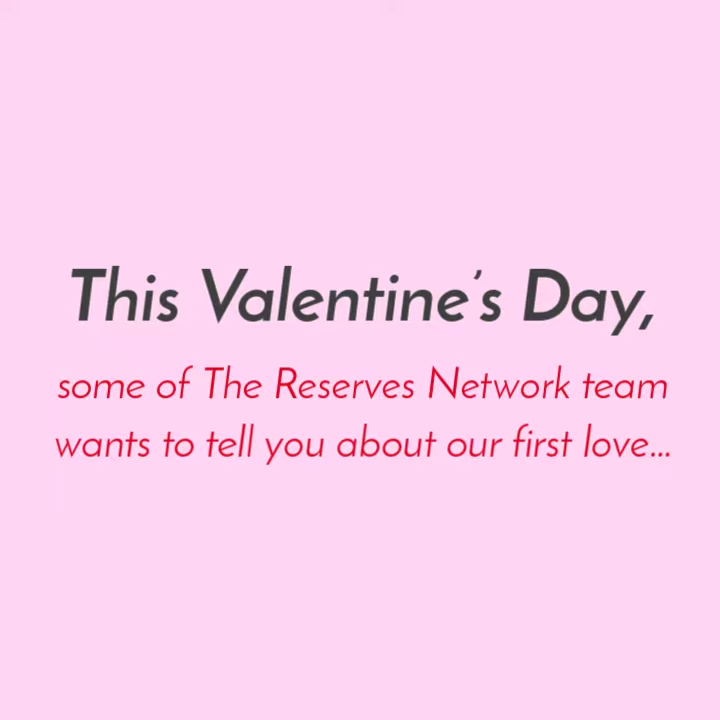 This Valentine's Day,
some of The Reserves Network team
wants to tell you about our first love...